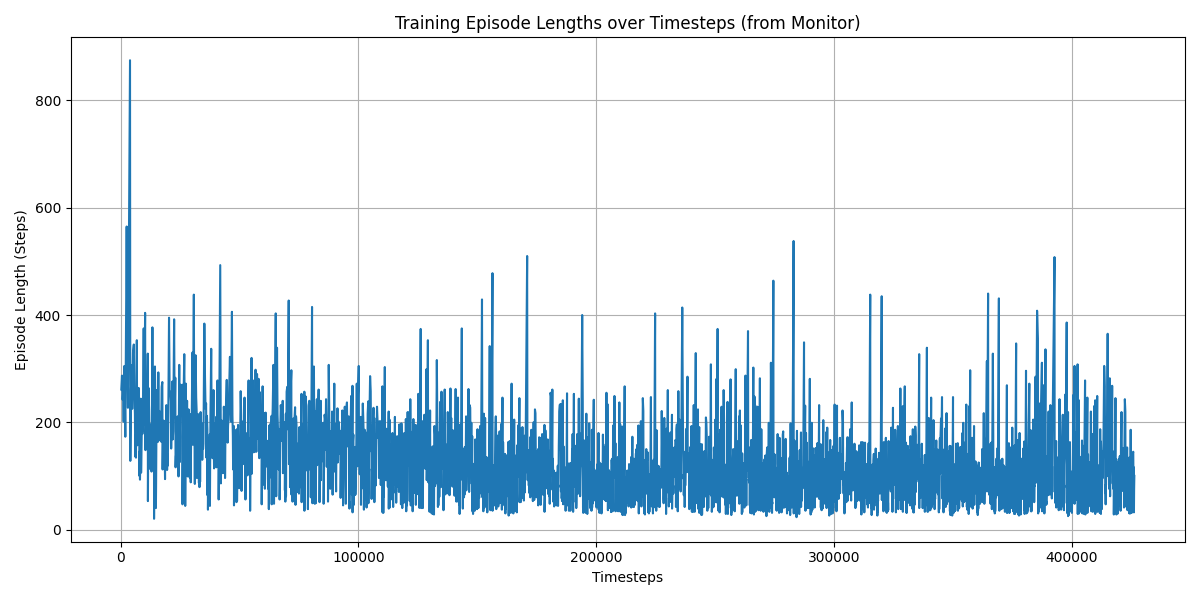 Training Episode Lengths over Timesteps (from Monitor)
Episode Length (Steps)
800
600
400
200
0
0 100000 200000 300000 400000
Timesteps